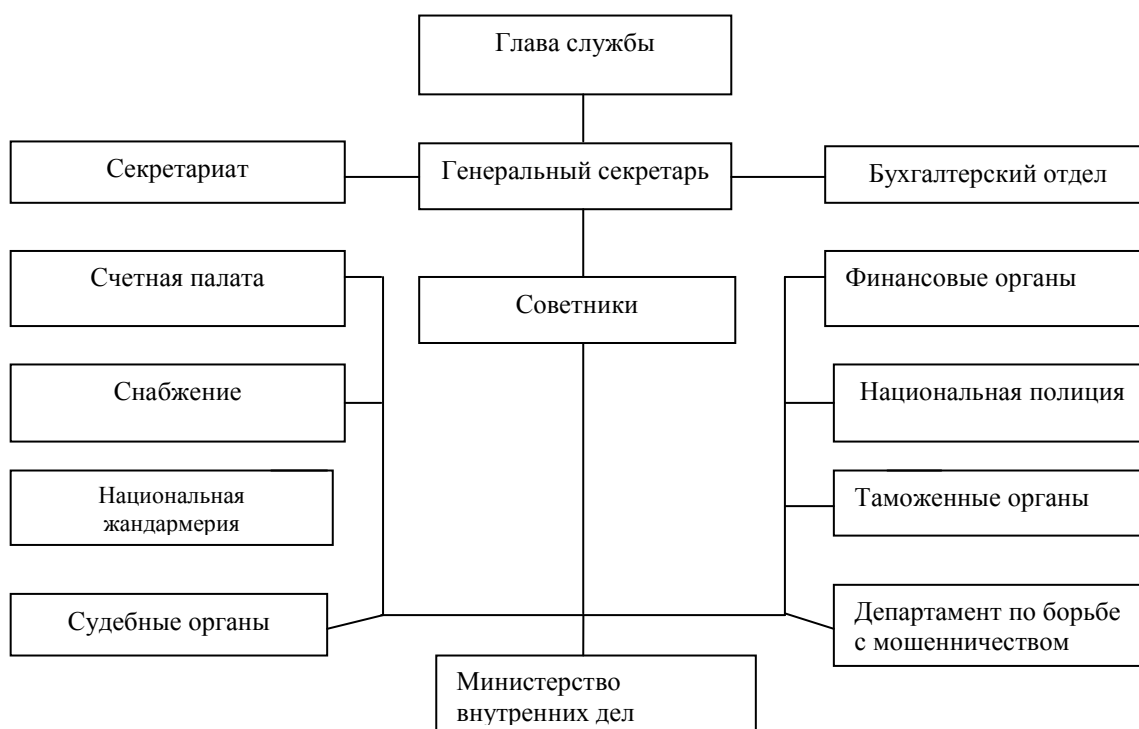 Глава службы
Секретариат
Генеральный секретарь
Бухгалтерский отдел
Счетная палата
Советники
Финансовые органы
Снабжение
Национальная полиция
Национальная
жандармерия
Таможенные органы
Судебные органы
Департамент по борьбе
с мошенничеством
Министерство
внутренних дел